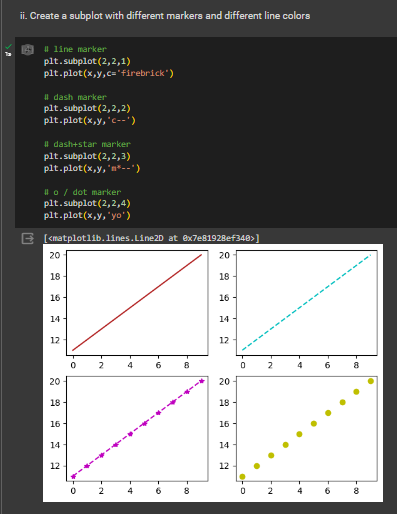 ii. Create a subplot with different markers and different line colors
# line marker
plt.subplot(2,2,1)
plt.plot(x,y,c='firebrick')
# dash marker
plt.subplot(2,2,2)
plt.plot(x,y,'c--')
# dash+star marker
plt.subplot(2,2,3)
plt.plot(x,y,'m*--')
# o / dot marker
plt.subplot(2,2,4)
plt.plot(x,y,'yo')
[<matplotlib.lines.Line2D at 0x7e81928ef340>]
20
18
16
14
12
0 2 4 6 8
20
18
16
14
12
0 2 4 6 8
20
18
16
14
12
0 2 4 6 8
20
18
16
14
12
0 2 4 6 8